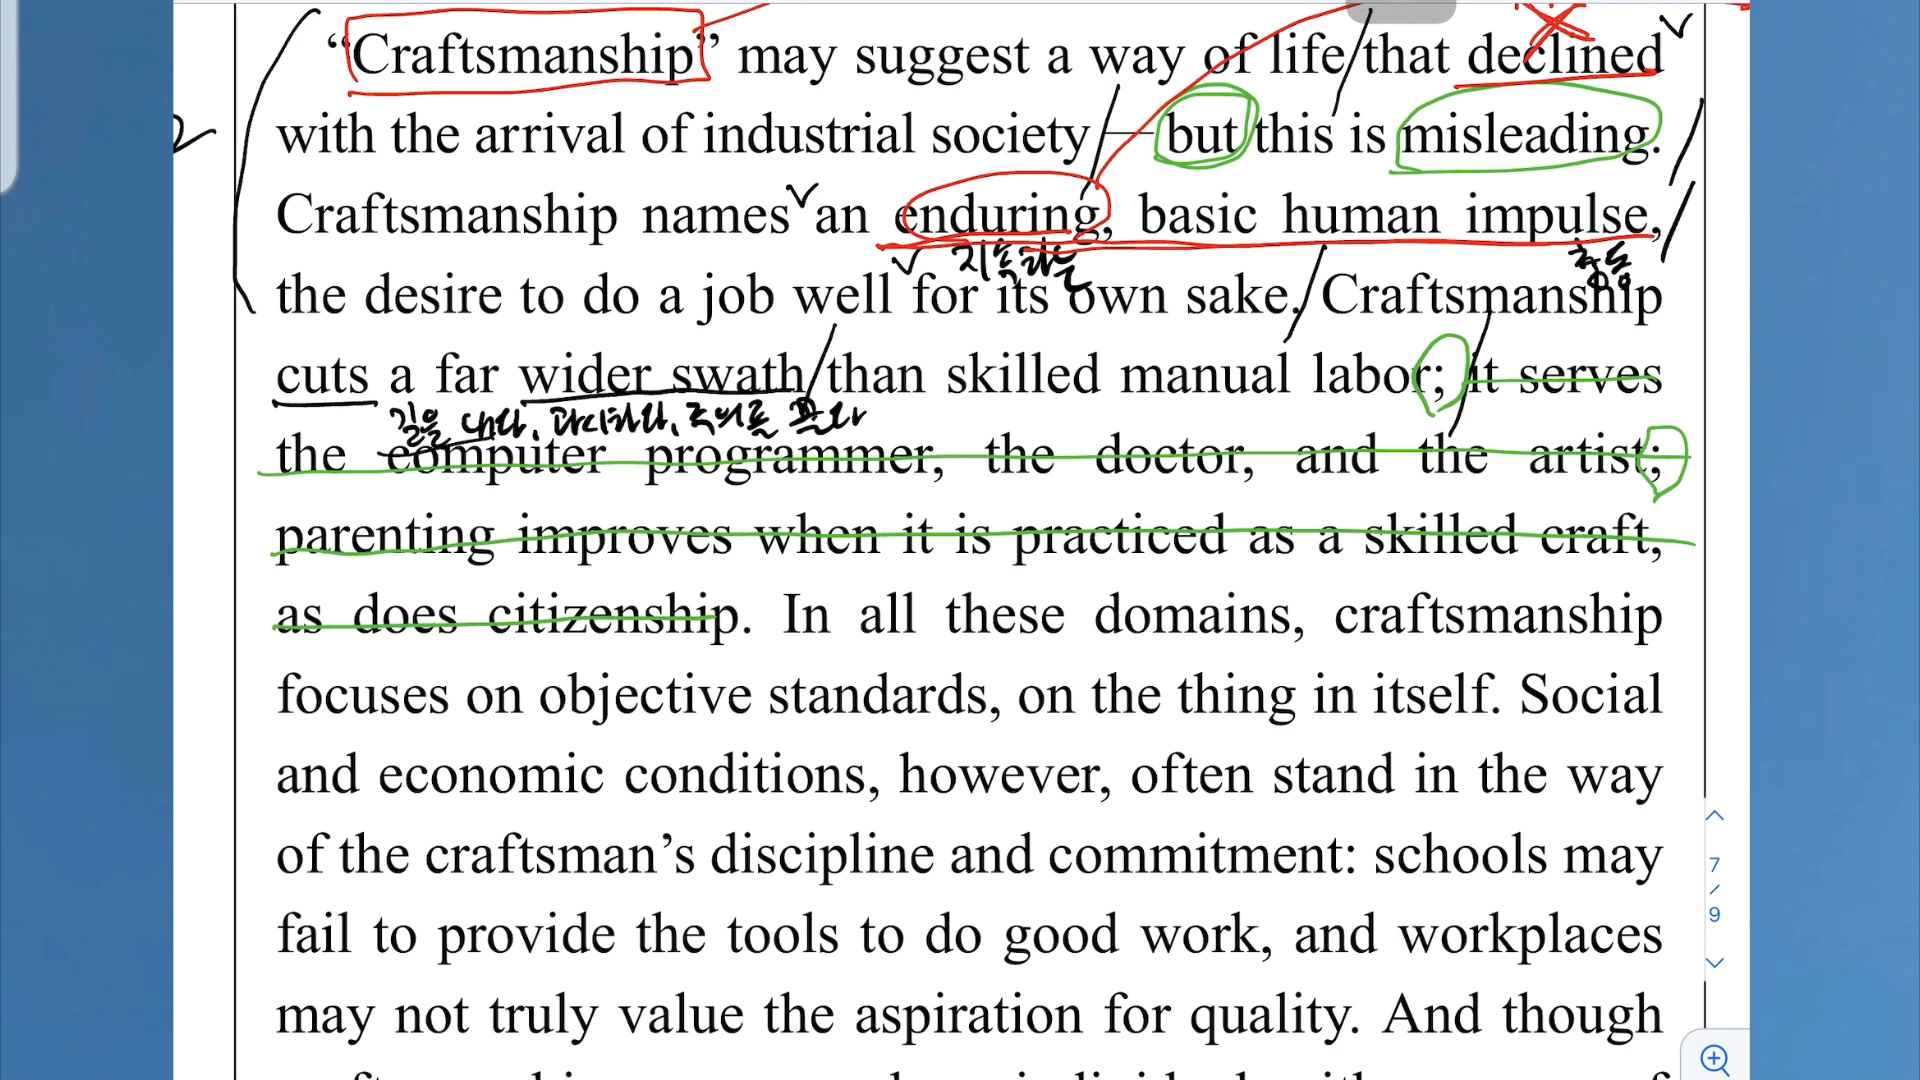 “Craftsmanship” may suggest a way of life that declined
with the arrival of industrial society — but this is misleading.
Craftsmanship names an enduring, basic human impulse,
지속하는
충동
the desire to do a job well for its own sake. Craftsmanship
cuts a far wider swath than skilled manual labor; it serves
길을 내다, 과시하다, 주의를 끌다
the computer programmer, the doctor, and the artist;
parenting improves when it is practiced as a skilled craft,
as does citizenship. In all these domains, craftsmanship
focuses on objective standards, on the thing in itself. Social
and economic conditions, however, often stand in the way
of the craftsman’s discipline and commitment: schools may
fail to provide the tools to do good work, and workplaces
may not truly value the aspiration for quality. And though
7
/
9